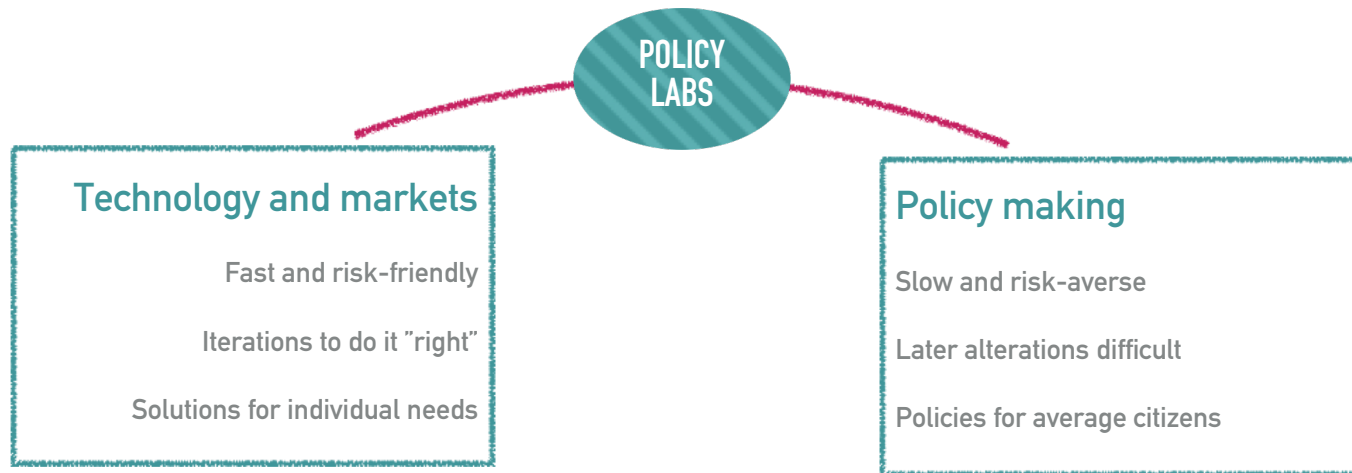 POLICY
LABS
Technology and markets
Fast and risk-friendly
Iterations to do it ”right”
Solutions for individual needs
Policy making
Slow and risk-averse
Later alterations difficult
Policies for average citizens